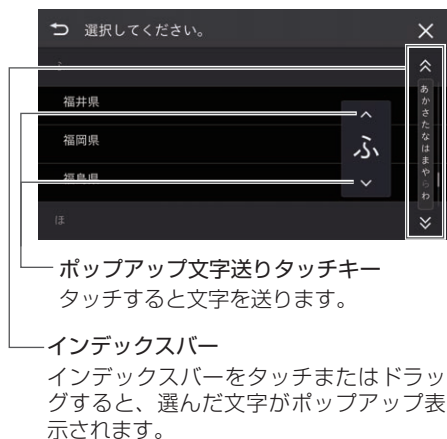 選択してください。
ふ
福井県
福岡県
福島県
ほ
ふ
あかさたなはまやらわ
ポップアップ文字送りタッチキー
タッチすると文字を送ります。
インデックスバー
インデックスバーをタッチまたはドラッ
グすると、選んだ文字がポップアップ表
示されます。